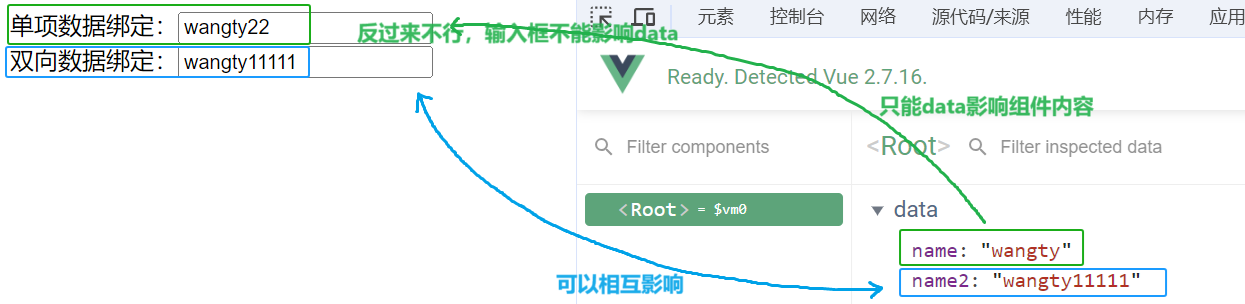 单项数据绑定： wangty22
双向数据绑定： wangty11111
反过来不行，输入框不能影响data
元素 控制台 网络 源代码/来源 性能 内存 应用
Ready. Detected Vue 2.7.16.
只能data影响组件内容
Filter components
<Root> Filter inspected data
<Root> = $vm0
data
name: "wangty"
name2: "wangty11111"
可以相互影响